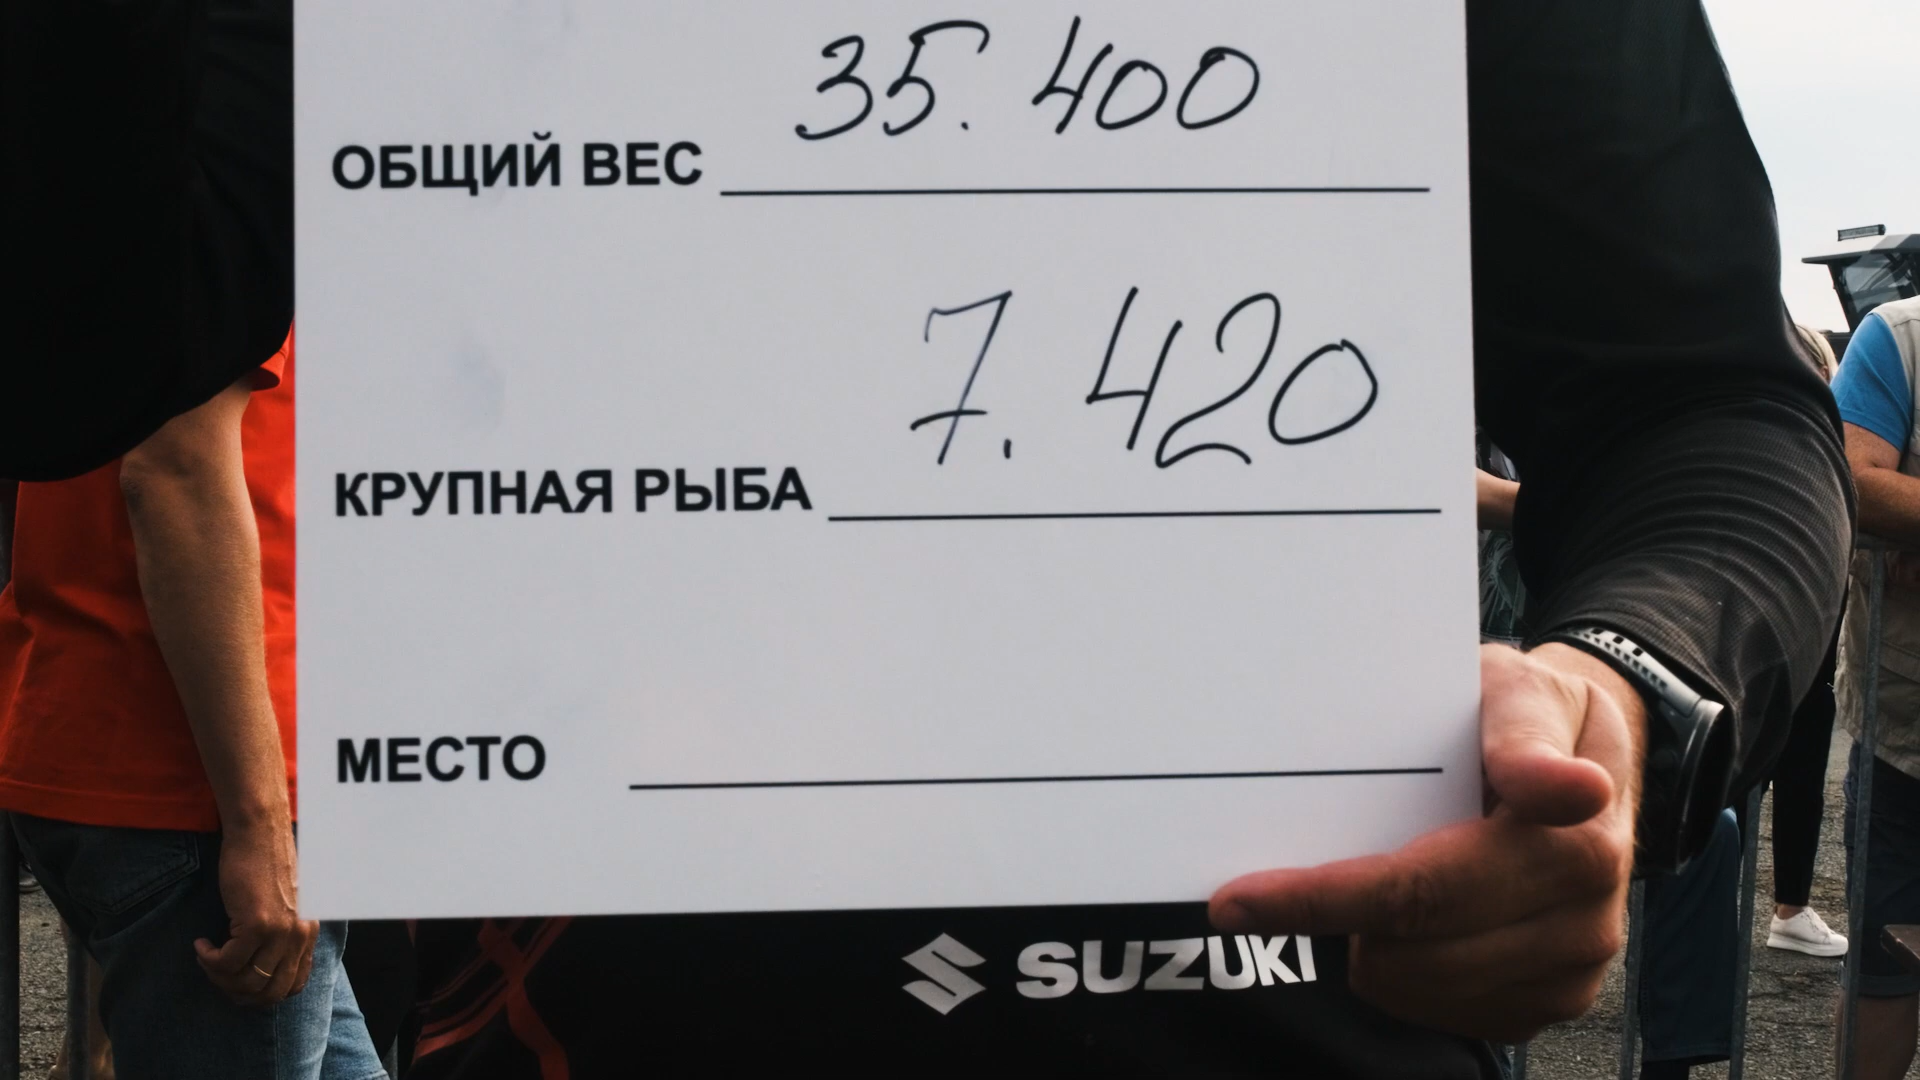 35.400
ОБЩИЙ ВЕС
7.420
КРУПНАЯ РЫБА
МЕСТО
SUZUKI